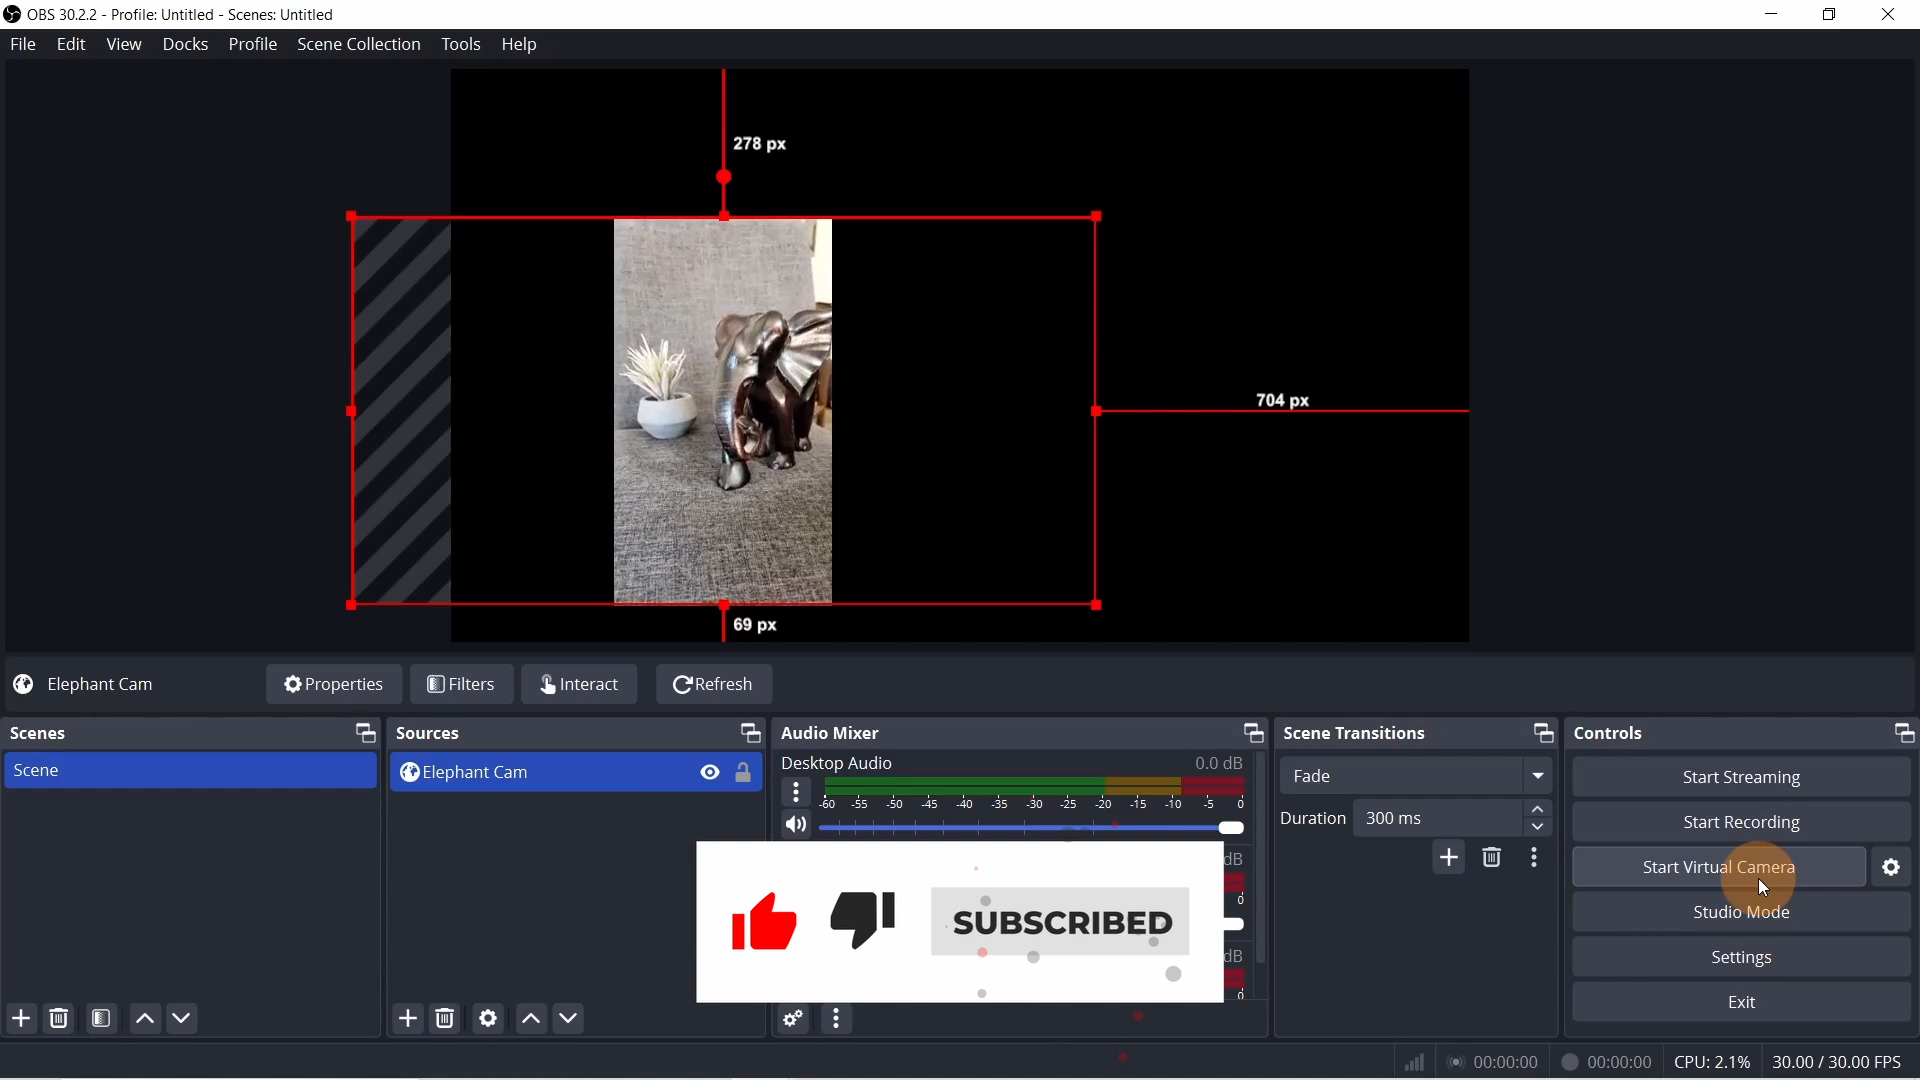 OBS 30.2.2 - Profile: Untitled - Scenes: Untitled
File Edit View Docks Profile Scene Collection Tools Help
278 px
704 px
69 px
Elephant Cam Properties Filters Interact Refresh
Scenes
Scene
Sources
Elephant Cam
Audio Mixer
Desktop Audio 0.0 dB
-60 -55 -50 -45 -40 -35 -30 -25 -20 -15 -10 -5 0
dB
0
dB
0
SUBSCRIBED
Scene Transitions
Fade
Duration 300 ms
Controls
Start Streaming
Start Recording
Start Virtual Camera
Studio Mode
Settings
Exit
00:00:00 00:00:00 CPU: 2.1% 30.00 / 30.00 FPS